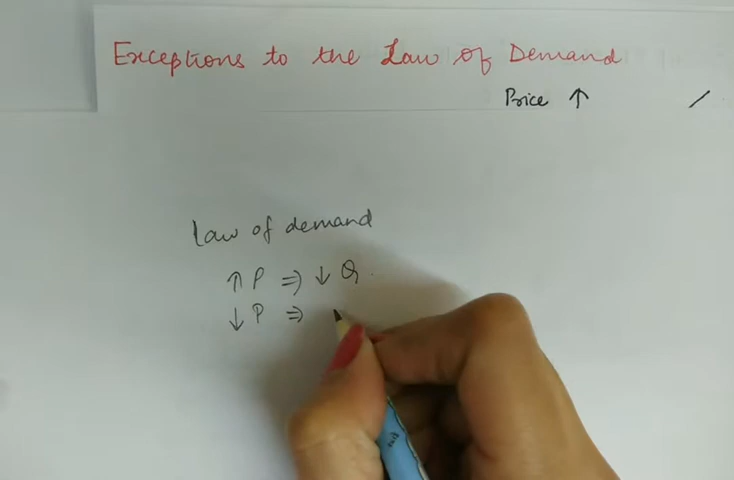 Exceptions to the Law of Demand
Price ↑
law of demand
↑ P ⇒ ↓ Q.
↓ P ⇒